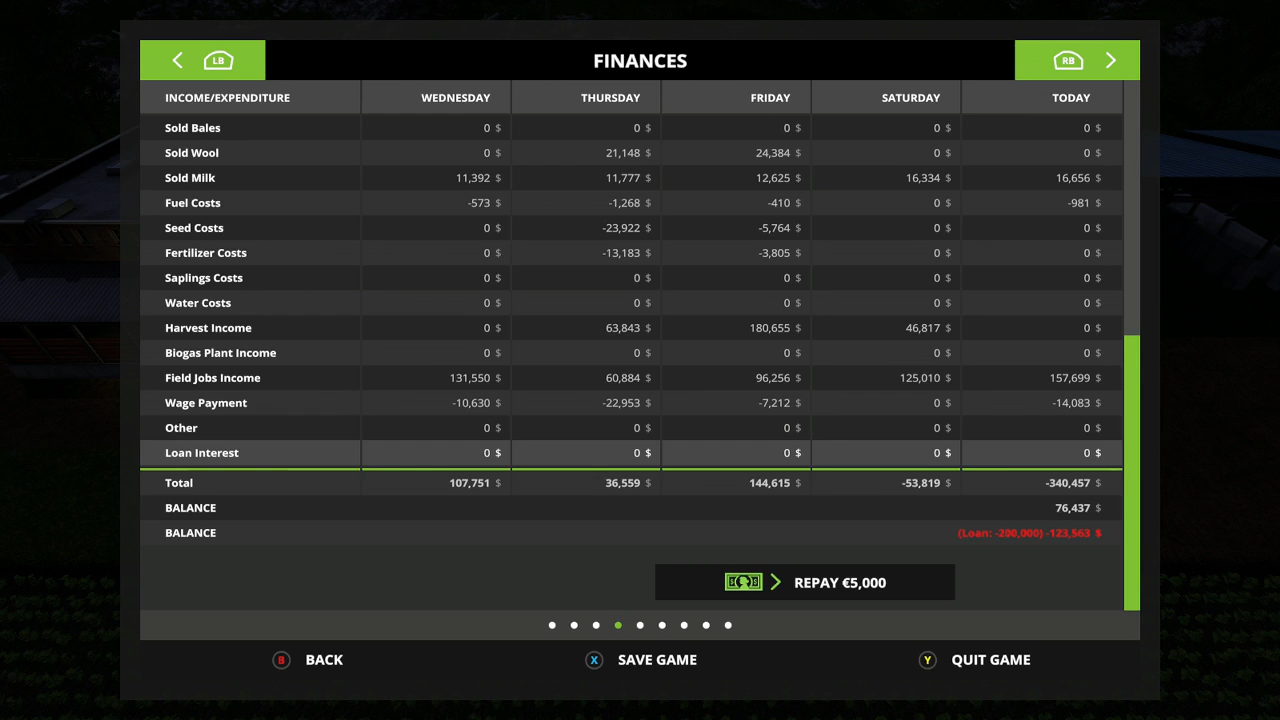 LB FINANCES RB
INCOME/EXPENDITURE WEDNESDAY THURSDAY FRIDAY SATURDAY TODAY
Sold Bales 0 $ 0 $ 0 $ 0 $ 0 $
Sold Wool 0 $ 21,148 $ 24,384 $ 0 $ 0 $
Sold Milk 11,392 $ 11,777 $ 12,625 $ 16,334 $ 16,656 $
Fuel Costs -573 $ -1,268 $ -410 $ 0 $ -981 $
Seed Costs 0 $ -23,922 $ -5,764 $ 0 $ 0 $
Fertilizer Costs 0 $ -13,183 $ -3,805 $ 0 $ 0 $
Saplings Costs 0 $ 0 $ 0 $ 0 $ 0 $
Water Costs 0 $ 0 $ 0 $ 0 $ 0 $
Harvest Income 0 $ 63,843 $ 180,655 $ 46,817 $ 0 $
Biogas Plant Income 0 $ 0 $ 0 $ 0 $ 0 $
Field Jobs Income 131,550 $ 60,884 $ 96,256 $ 125,010 $ 157,699 $
Wage Payment -10,630 $ -22,953 $ -7,212 $ 0 $ -14,083 $
Other 0 $ 0 $ 0 $ 0 $ 0 $
Loan Interest 0 $ 0 $ 0 $ 0 $ 0 $
Total 107,751 $ 36,559 $ 144,615 $ -53,819 $ -340,457 $
BALANCE 76,437 $
BALANCE (Loan: -200,000) -123,563 $
REPAY €5,000
B BACK X SAVE GAME Y QUIT GAME